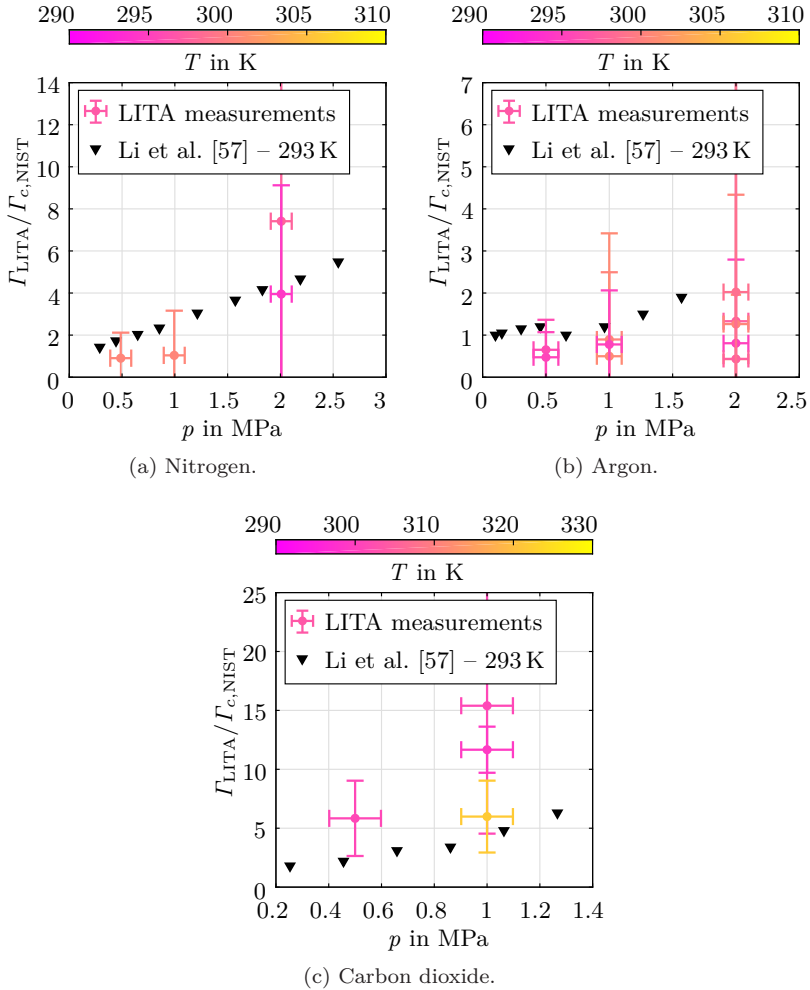 290 295 300 305 310
T in K
14
12
10
8
6
4
2
0
Γ_LITA/Γ_c,NIST
LITA measurements
Li et al. [57] – 293 K
0 0.5 1 1.5 2 2.5 3
p in MPa
(a) Nitrogen.
290 295 300 305 310
T in K
7
6
5
4
3
2
1
0
Γ_LITA/Γ_c,NIST
LITA measurements
Li et al. [57] – 293 K
0 0.5 1 1.5 2 2.5
p in MPa
(b) Argon.
290 300 310 320 330
T in K
25
20
15
10
5
0
Γ_LITA/Γ_c,NIST
LITA measurements
Li et al. [57] – 293 K
0.2 0.4 0.6 0.8 1 1.2 1.4
p in MPa
(c) Carbon dioxide.